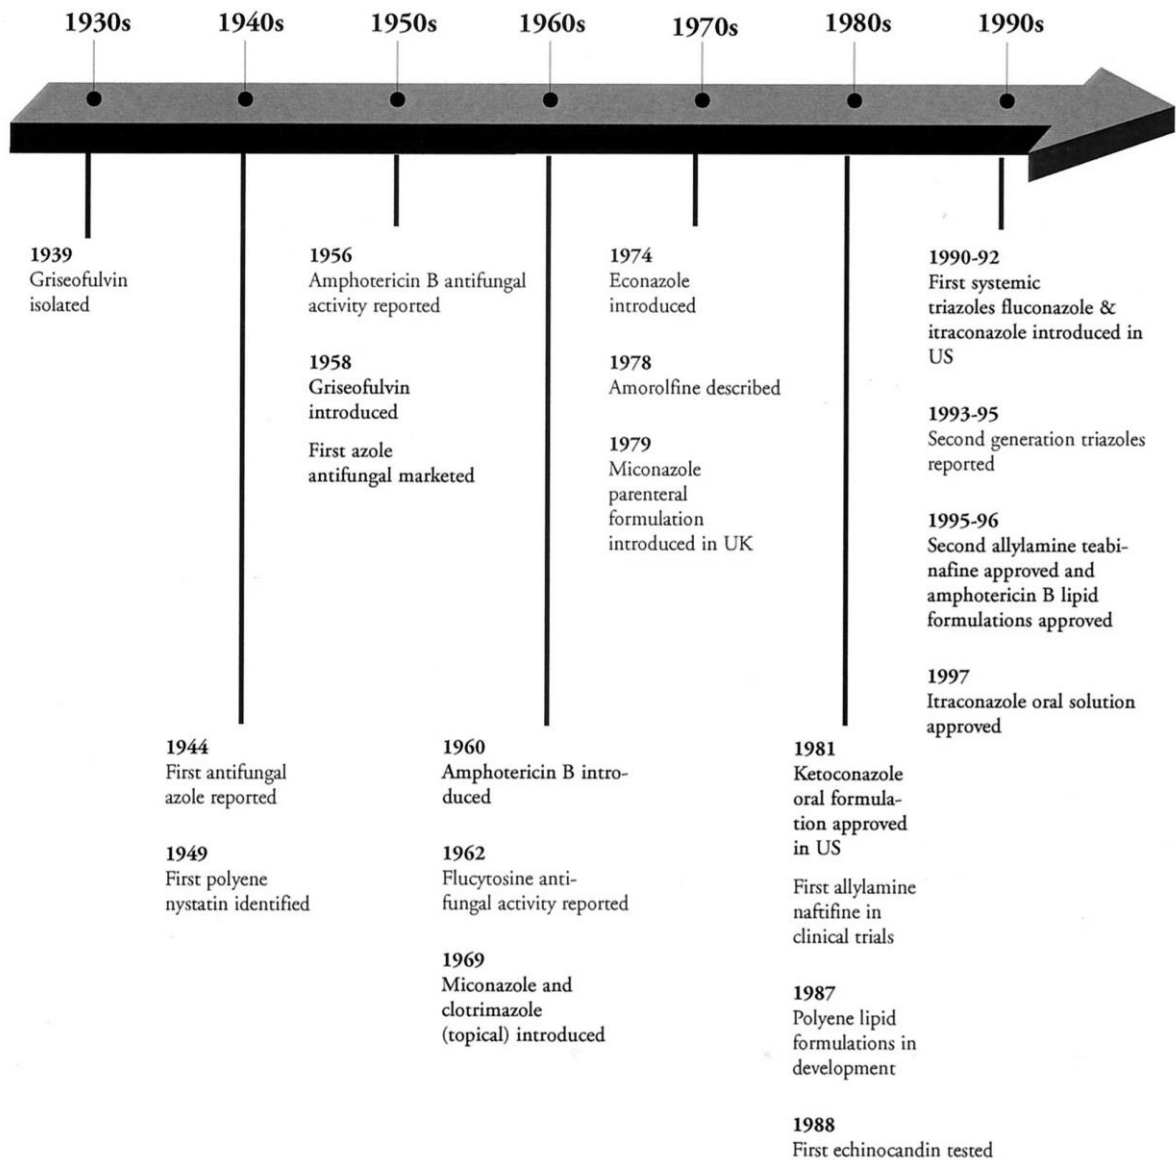 1930s
1940s
1950s
1960s
1970s
1980s
1990s
1939
Griseofulvin
isolated
1944
First antifungal
azole reported
1949
First polyene
nystatin identified
1956
Amphotericin B antifungal
activity reported
1958
Griseofulvin
introduced
First azole
antifungal marketed
1960
Amphotericin B intro-
duced
1962
Flucytosine anti-
fungal activity reported
1969
Miconazole and
clotrimazole
(topical) introduced
1974
Econazole
introduced
1978
Amorolfine described
1979
Miconazole
parenteral
formulation
introduced in UK
1981
Ketoconazole
oral formula-
tion approved
in US
First allylamine
naftifine in
clinical trials
1987
Polyene lipid
formulations in
development
1988
First echinocandin tested
1990-92
First systemic
triazoles fluconazole &
itraconazole introduced in
US
1993-95
Second generation triazoles
reported
1995-96
Second allylamine teabi-
nafine approved and
amphotericin B lipid
formulations approved
1997
Itraconazole oral solution
approved